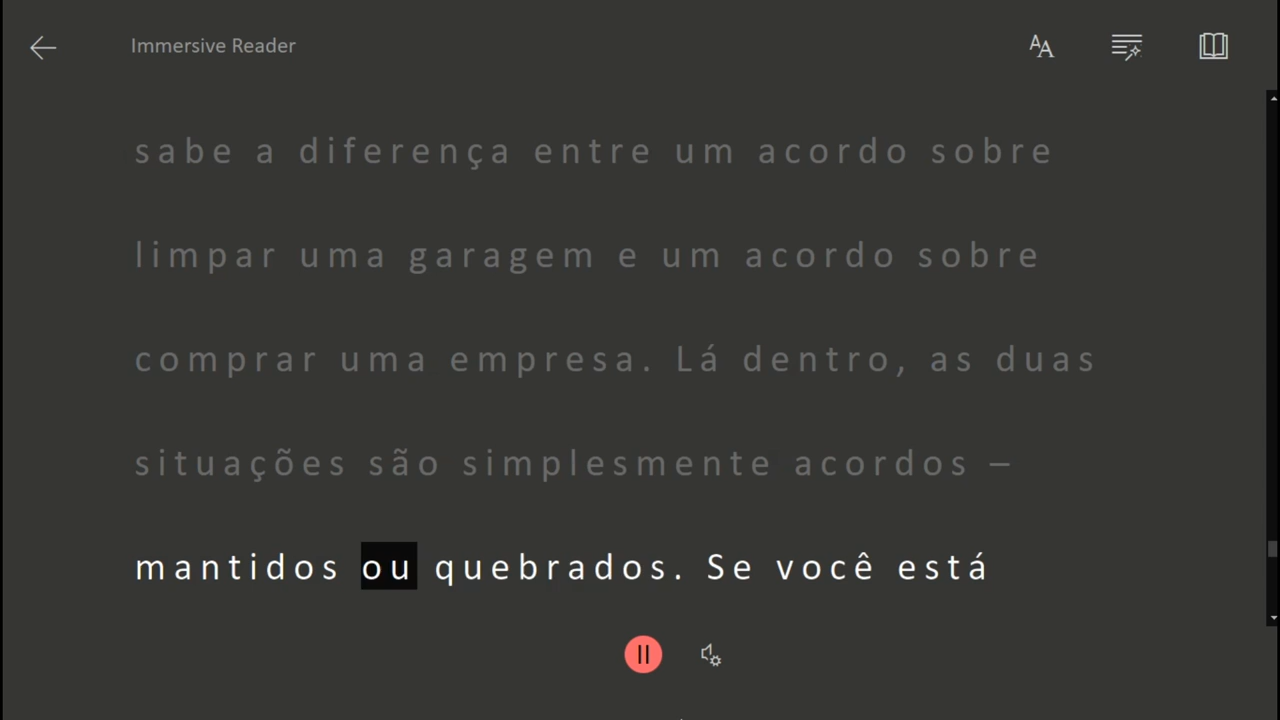 Immersive Reader
sabe a diferença entre um acordo sobre
limpar uma garagem e um acordo sobre
comprar uma empresa. Lá dentro, as duas
situações são simplesmente acordos –
mantidos ou quebrados. Se você está